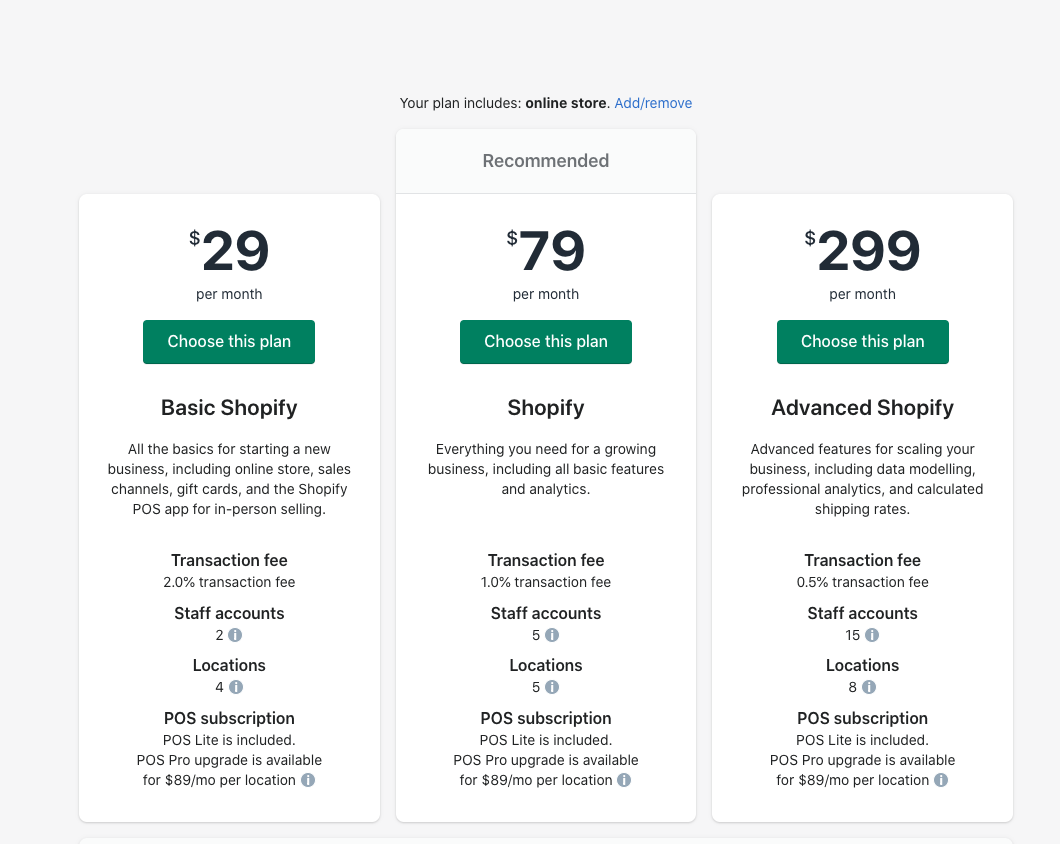 Your plan includes: online store. Add/remove
Recommended
$29
per month
Choose this plan
Basic Shopify
All the basics for starting a new
business, including online store, sales
channels, gift cards, and the Shopify
POS app for in-person selling.
Transaction fee
2.0% transaction fee
Staff accounts
2
Locations
4
POS subscription
POS Lite is included.
POS Pro upgrade is available
for $89/mo per location
$79
per month
Choose this plan
Shopify
Everything you need for a growing
business, including all basic features
and analytics.
Transaction fee
1.0% transaction fee
Staff accounts
5
Locations
5
POS subscription
POS Lite is included.
POS Pro upgrade is available
for $89/mo per location
$299
per month
Choose this plan
Advanced Shopify
Advanced features for scaling your
business, including data modelling,
professional analytics, and calculated
shipping rates.
Transaction fee
0.5% transaction fee
Staff accounts
15
Locations
8
POS subscription
POS Lite is included.
POS Pro upgrade is available
for $89/mo per location